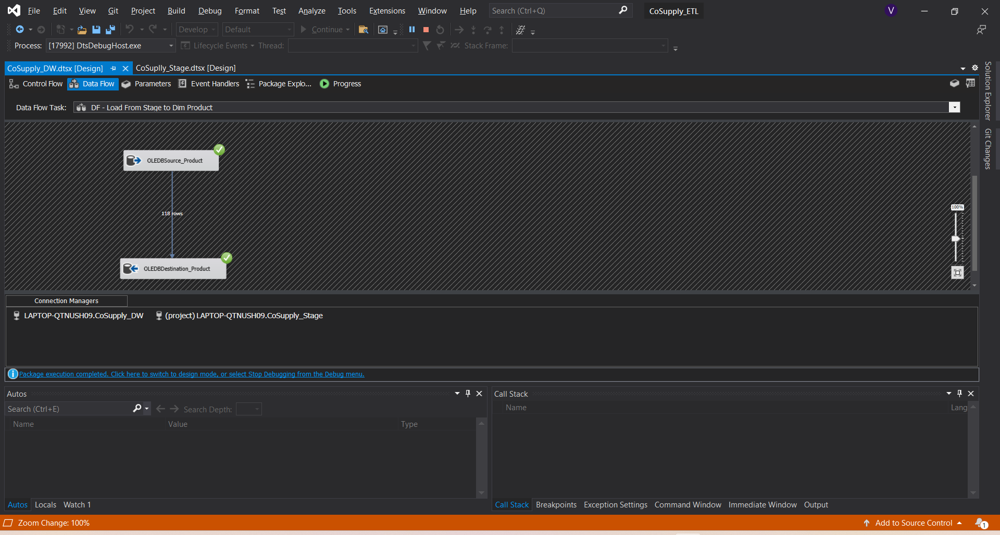 File Edit View Git Project Build Debug Format Test Analyze Tools Extensions Window Help Search (Ctrl+Q) CoSupply_ETL V
Develop Default Continue
Process: [17992] DtsDebugHost.exe Lifecycle Events Thread: Stack Frame:
CoSupply_DW.dtsx [Design] CoSuplly_Stage.dtsx [Design]
Control Flow Data Flow Parameters Event Handlers Package Explo... Progress
Data Flow Task: DF - Load From Stage to Dim Product
OLEDBSource_Product
118 rows
OLEDBDestination_Product
100%
Solution Explorer
Git Changes
Connection Managers
LAPTOP-QTNUSH09.CoSupply_DW (project) LAPTOP-QTNUSH09.CoSupply_Stage
Package execution completed. Click here to switch to design mode, or select Stop Debugging from the Debug menu.
Autos
Search (Ctrl+E) Search Depth:
Name Value Type
Autos Locals Watch 1
Call Stack
Name Lang
Call Stack Breakpoints Exception Settings Command Window Immediate Window Output
Zoom Change: 100% Add to Source Control 1